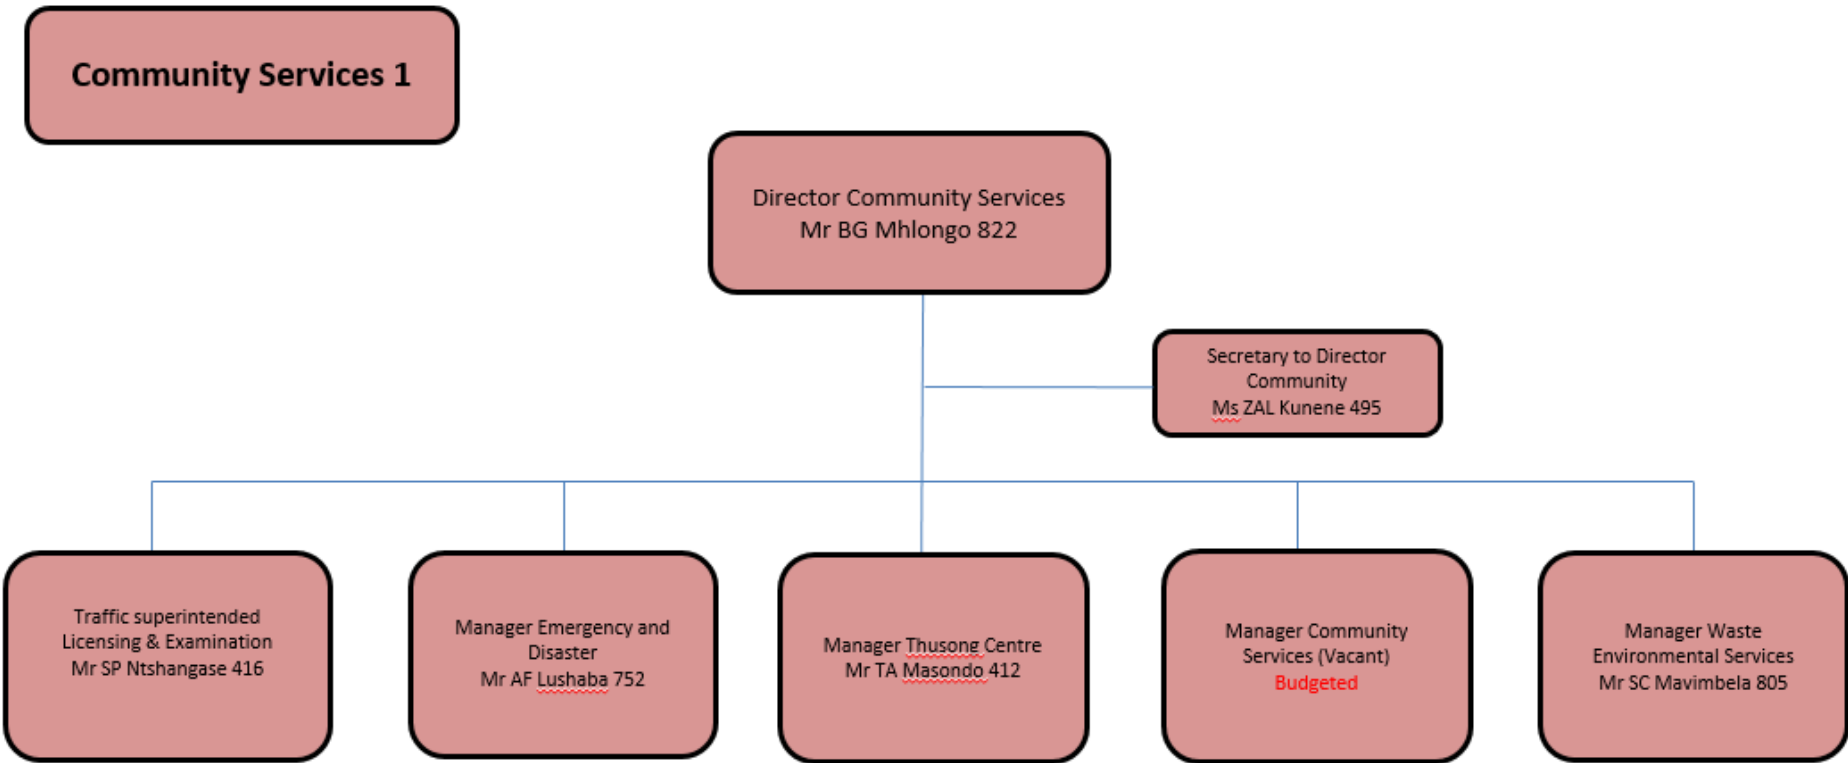 Community Services 1
Director Community Services
Mr BG Mhlongo 822
Secretary to Director
Community
Ms ZAL Kunene 495
Traffic superintended
Licensing & Examination
Mr SP Ntshangase 416
Manager Emergency and
Disaster
Mr AF Lushaba 752
Manager Thusong Centre
Mr TA Masondo 412
Manager Community
Services (Vacant)
Budgeted
Manager Waste
Environmental Services
Mr SC Mavimbela 805